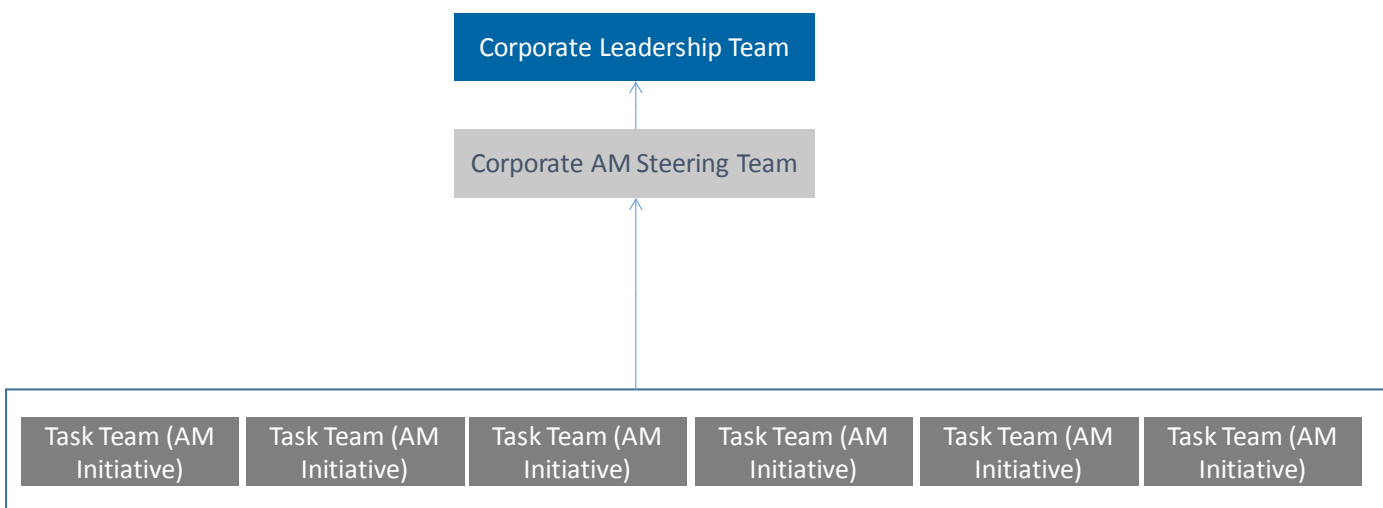 Corporate Leadership Team
Corporate AM Steering Team
Task Team (AM
Initiative)
Task Team (AM
Initiative)
Task Team (AM
Initiative)
Task Team (AM
Initiative)
Task Team (AM
Initiative)
Task Team (AM
Initiative)